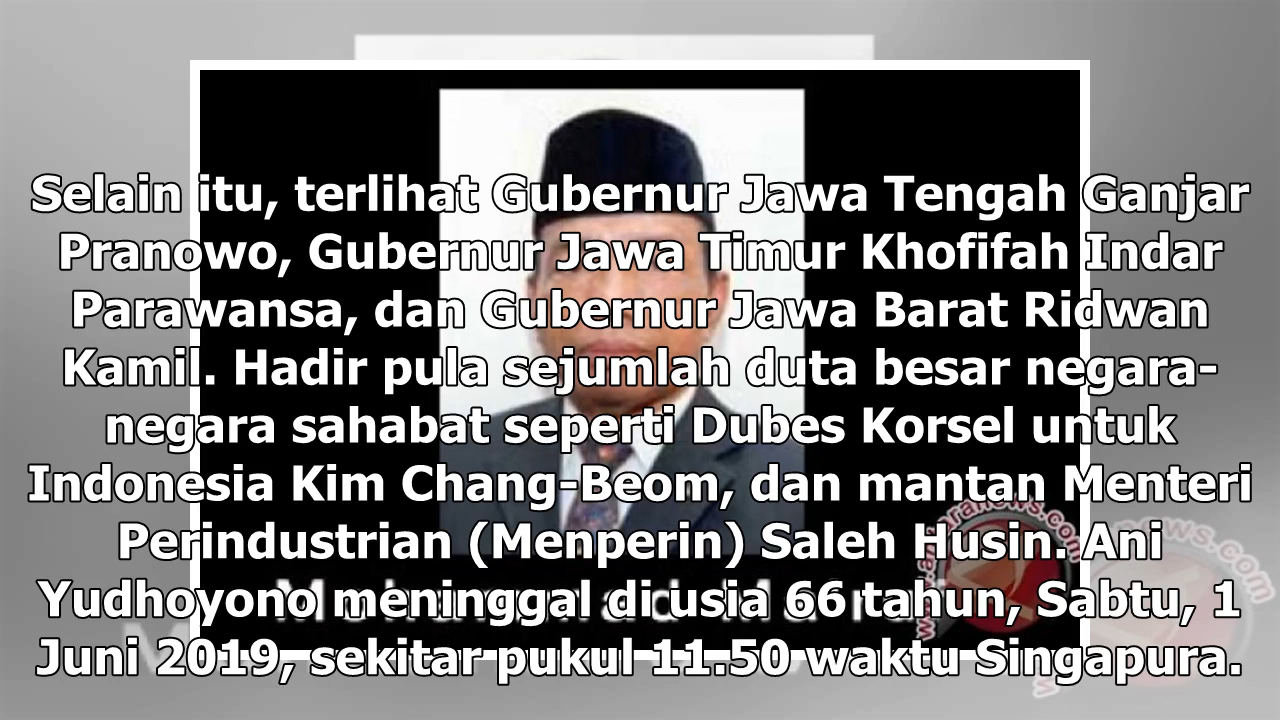 Selain itu, terlihat Gubernur Jawa Tengah Ganjar
Pranowo, Gubernur Jawa Timur Khofifah Indar
Parawansa, dan Gubernur Jawa Barat Ridwan
Kamil. Hadir pula sejumlah duta besar negara-
negara sahabat seperti Dubes Korsel untuk
Indonesia Kim Chang-Beom, dan mantan Menteri
Perindustrian (Menperin) Saleh Husin. Ani
Yudhoyono meninggal di usia 66 tahun, Sabtu, 1
Juni 2019, sekitar pukul 11.50 waktu Singapura.